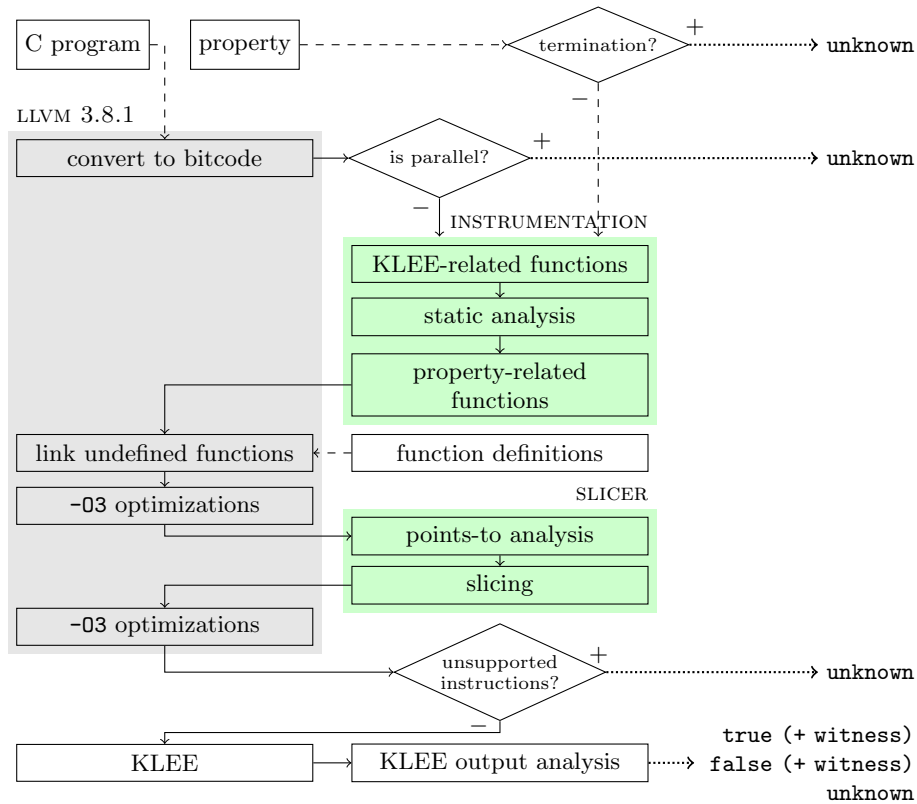 C program
property
termination?
+
unknown
−
LLVM 3.8.1
convert to bitcode
is parallel?
+
unknown
−
INSTRUMENTATION
KLEE-related functions
static analysis
property-related
functions
link undefined functions
function definitions
-O3 optimizations
SLICER
points-to analysis
slicing
-O3 optimizations
unsupported
instructions?
+
unknown
−
KLEE
KLEE output analysis
true (+ witness)
false (+ witness)
unknown